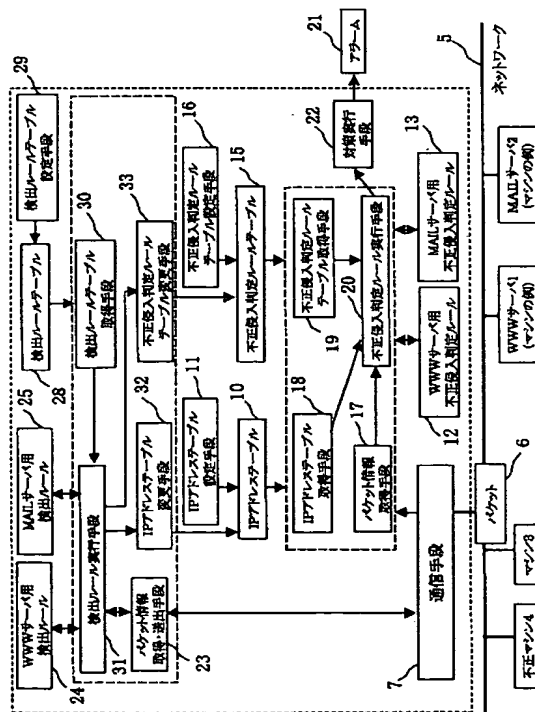 24
WWWサーバ用
検出ルール
25
MAILサーバ用
検出ルール
28
検出ルールテーブル
29
検出ルールテーブル
設定手段
31
検出ルール実行手段
30
検出ルールテーブル
取得手段
23
パケット情報
取得・送出手段
32
IPアドレステーブル
変更手段
33
不正侵入判定ルール
テーブル変更手段
11
IPアドレステーブル
設定手段
16
不正侵入判定ルール
テーブル設定手段
10
IPアドレステーブル
15
不正侵入判定ルールテーブル
18
IPアドレステーブル
取得手段
19
不正侵入判定ルール
テーブル取得手段
17
パケット情報
取得手段
20
不正侵入判定ルール実行手段
22
対策実行
手段
21
アラーム
7
通信手段
12
WWWサーバ用
不正侵入判定ルール
13
MAILサーバ用
不正侵入判定ルール
5
ネットワーク
6
パケット
不正マシン4
マシン3
WWWサーバ1
(マシンの例)
MAILサーバ2
(マシンの例)